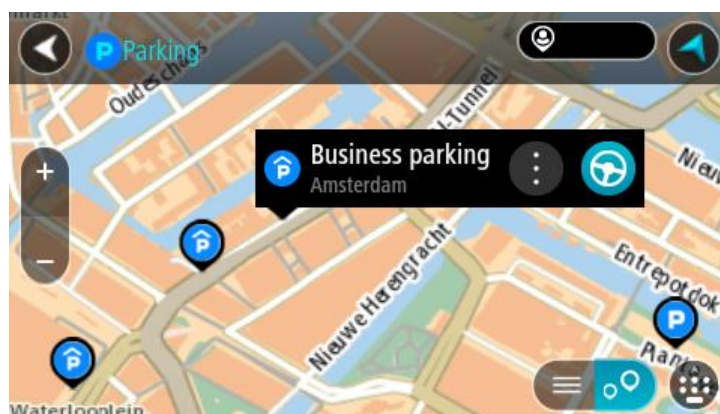 Parking
Oudeschans
Business parking
Amsterdam
Nieuwe Herengracht
Entrepotdok
Waterlooplein
P
P
P
P
P